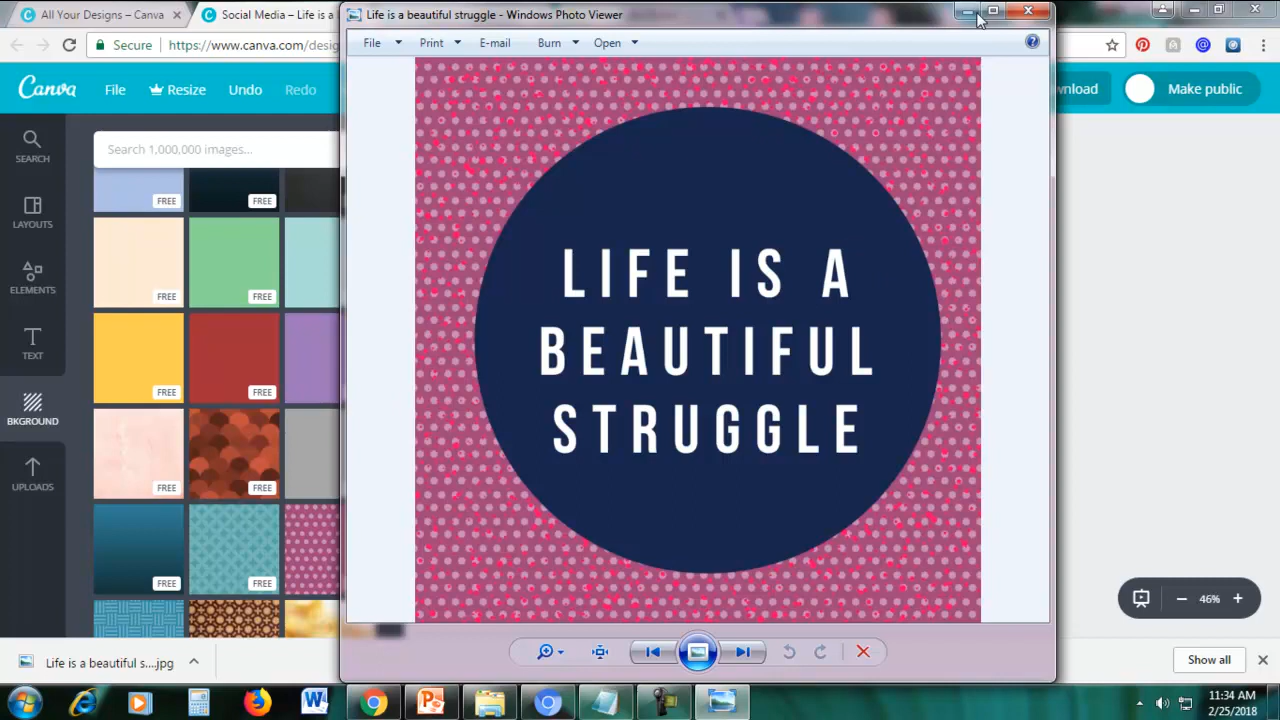 All Your Designs – Canva
Social Media – Life is a
Life is a beautiful struggle - Windows Photo Viewer
Secure
https://www.canva.com/desig
File
Print
E-mail
Burn
Open
Canva
File
Resize
Undo
Redo
wnload
Make public
SEARCH
Search 1,000,000 images...
LAYOUTS
ELEMENTS
TEXT
BKGROUND
UPLOADS
FREE
FREE
FREE
FREE
FREE
FREE
FREE
FREE
FREE
FREE
LIFE IS A
BEAUTIFUL
STRUGGLE
46%
Life is a beautiful s....jpg
Show all
11:34 AM
2/25/2018